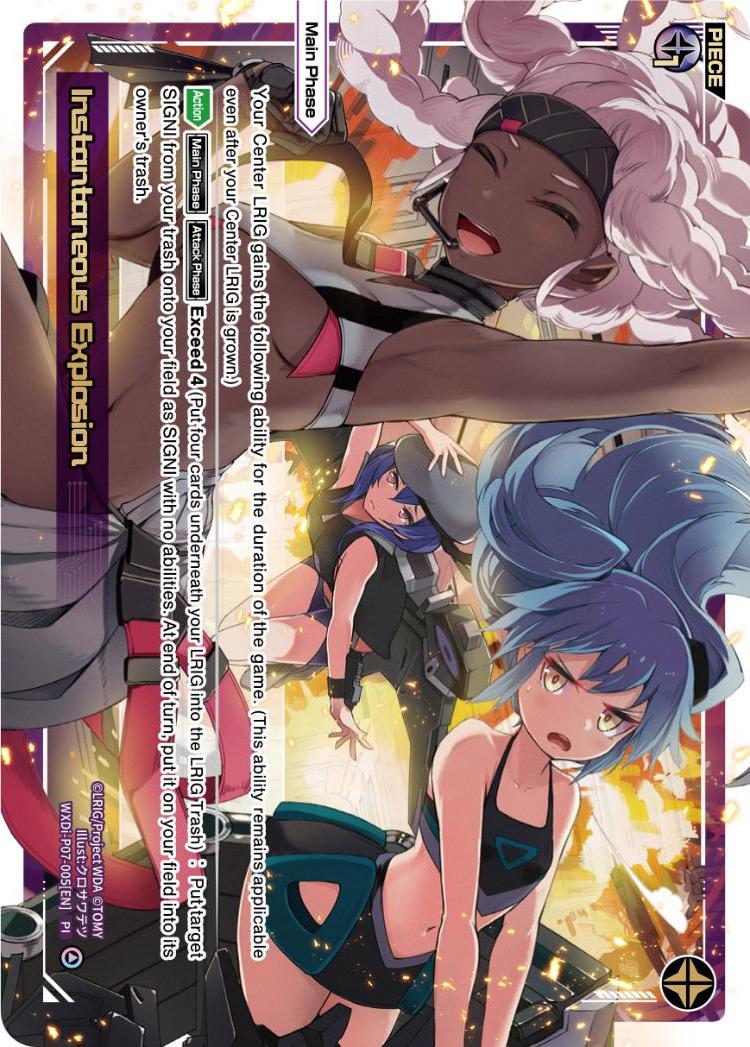 PIECE
1
Main Phase
Your Center LRIG gains the following ability for the duration of the game. (This ability remains applicable
even after your Center LRIG is grown.)
Action Main Phase Attack Phase Exceed 4 (Put four cards underneath your LRIG into the LRIG Trash) : Put target
SIGNI from your trash onto your field as SIGNI with no abilities. At end of turn, put it on your field into its
owner's trash.
Instantaneous Explosion
©LRIG/Project WDA ©TOMY
Illust:クロサワテツ
WXDi-P07-005[EN] PI